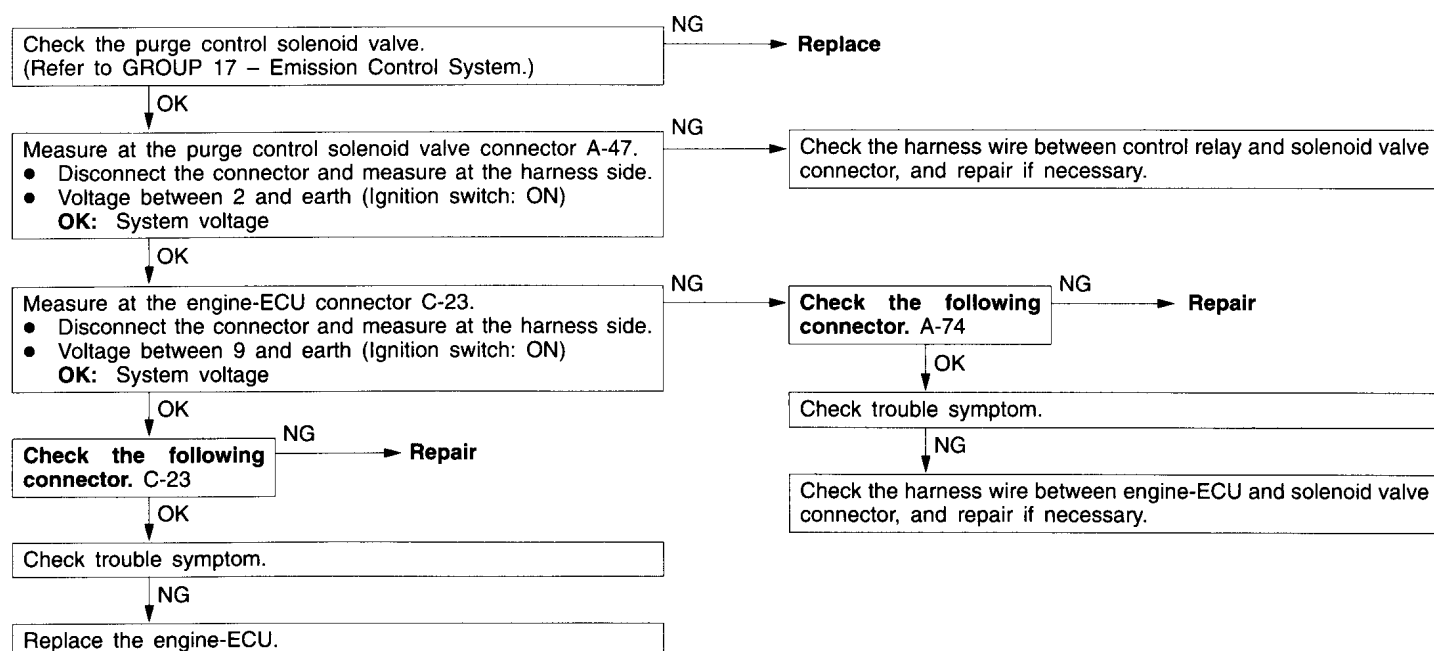 Check the purge control solenoid valve.
(Refer to GROUP 17 – Emission Control System.)
NG
Replace
OK
Measure at the purge control solenoid valve connector A-47.
● Disconnect the connector and measure at the harness side.
● Voltage between 2 and earth (Ignition switch: ON)
OK: System voltage
NG
Check the harness wire between control relay and solenoid valve
connector, and repair if necessary.
OK
Measure at the engine-ECU connector C-23.
● Disconnect the connector and measure at the harness side.
● Voltage between 9 and earth (Ignition switch: ON)
OK: System voltage
NG
Check the following
connector. A-74
NG
Repair
OK
Check trouble symptom.
NG
Check the harness wire between engine-ECU and solenoid valve
connector, and repair if necessary.
OK
Check the following
connector. C-23
NG
Repair
OK
Check trouble symptom.
NG
Replace the engine-ECU.